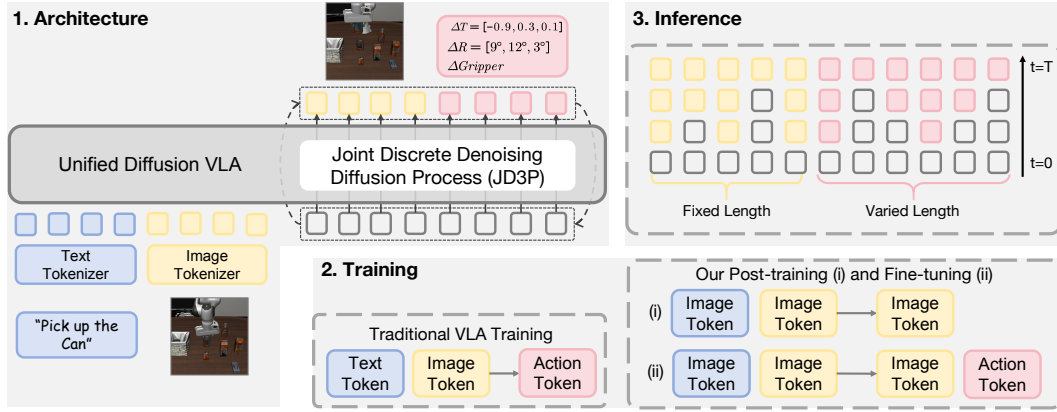 1. Architecture
ΔT = [−0.9, 0.3, 0.1]
ΔR = [9°, 12°, 3°]
ΔGripper
Unified Diffusion VLA
Joint Discrete Denoising
Diffusion Process (JD3P)
Text
Tokenizer
Image
Tokenizer
“Pick up the
Can”
2. Training
Traditional VLA Training
Text
Token
Image
Token
Action
Token
Our Post-training (i) and Fine-tuning (ii)
(i)
Image
Token
Image
Token
Image
Token
(ii)
Image
Token
Image
Token
Image
Token
Action
Token
3. Inference
t=T
t=0
Fixed Length
Varied Length